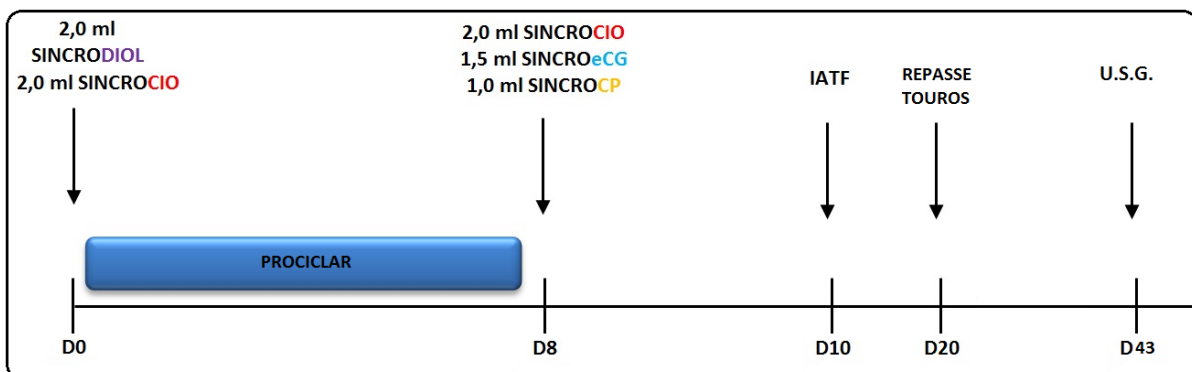 2,0 ml
SINCRODIOL
2,0 ml SINCROCIO
2,0 ml SINCROCIO
1,5 ml SINCROeCG
1,0 ml SINCROCP
IATF
REPASSE
TOUROS
U.S.G.
PROCICLAR
D0
D8
D10
D20
D43